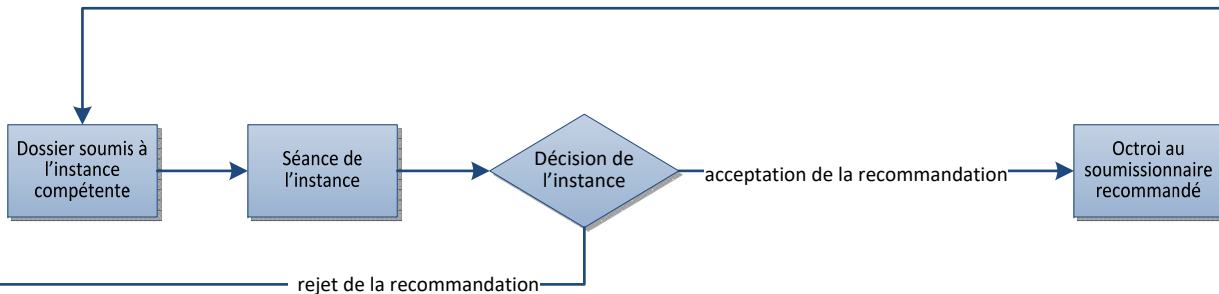 Dossier soumis à
l’instance
compétente
Séance de
l’instance
Décision de
l’instance
acceptation de la recommandation
Octroi au
soumissionnaire
recommandé
rejet de la recommandation